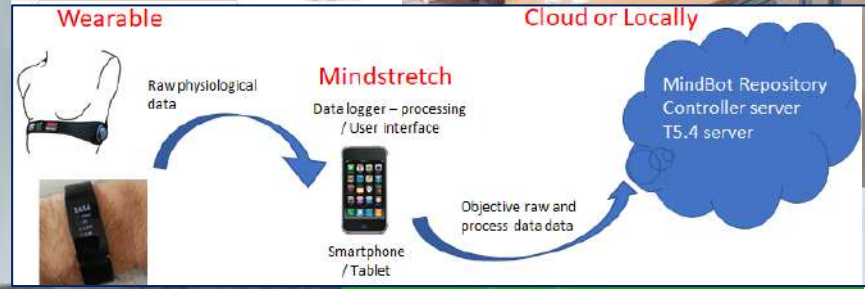 Wearable
Cloud or Locally
Raw physiological
data
Mindstretch
Data logger – processing
/ User interface
MindBot Repository
Controller server
T5.4 server
Objective raw and
process data data
Smartphone
/ Tablet